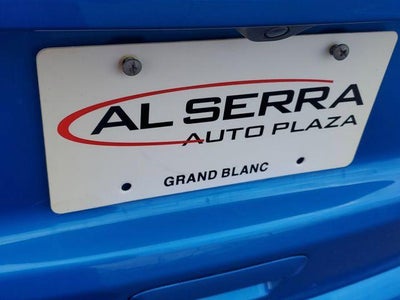 AL SERRA
AUTO PLAZA
GRAND BLANC